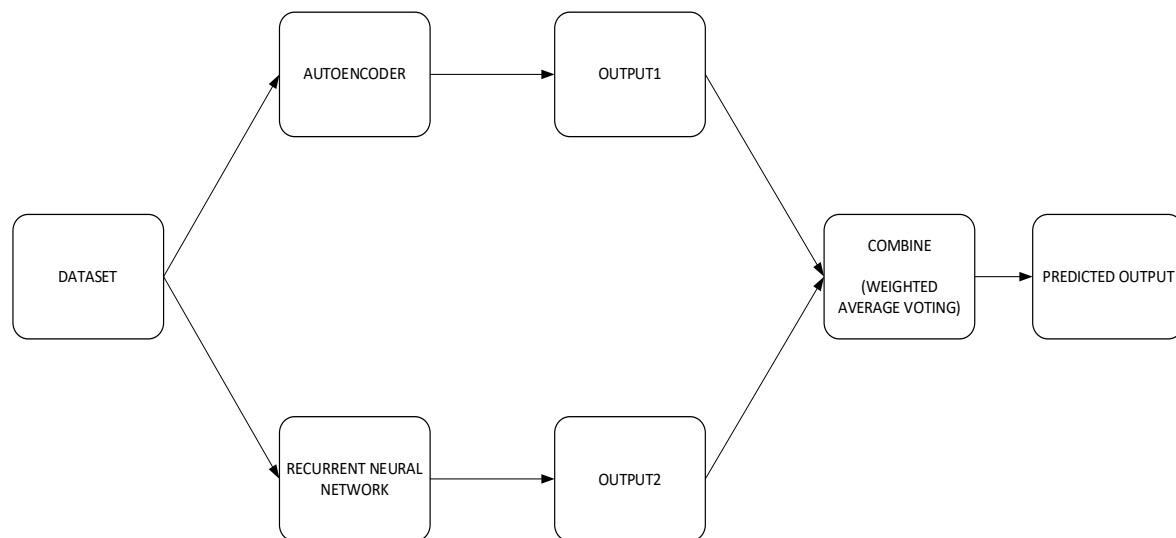 AUTOENCODER
OUTPUT1
DATASET
COMBINE
(WEIGHTED
AVERAGE VOTING)
PREDICTED OUTPUT
RECURRENT NEURAL
NETWORK
OUTPUT2